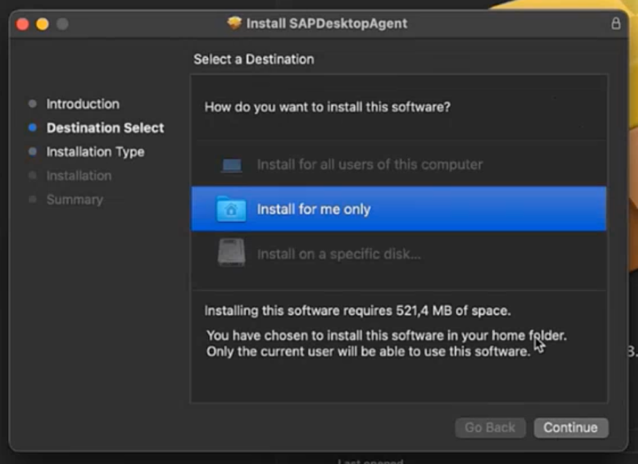 Install SAPDesktopAgent
Select a Destination
Introduction
Destination Select
Installation Type
Installation
Summary
How do you want to install this software?
Install for all users of this computer
Install for me only
Install on a specific disk...
Installing this software requires 521,4 MB of space.
You have chosen to install this software in your home folder.
Only the current user will be able to use this software.
Go Back
Continue
Last opened